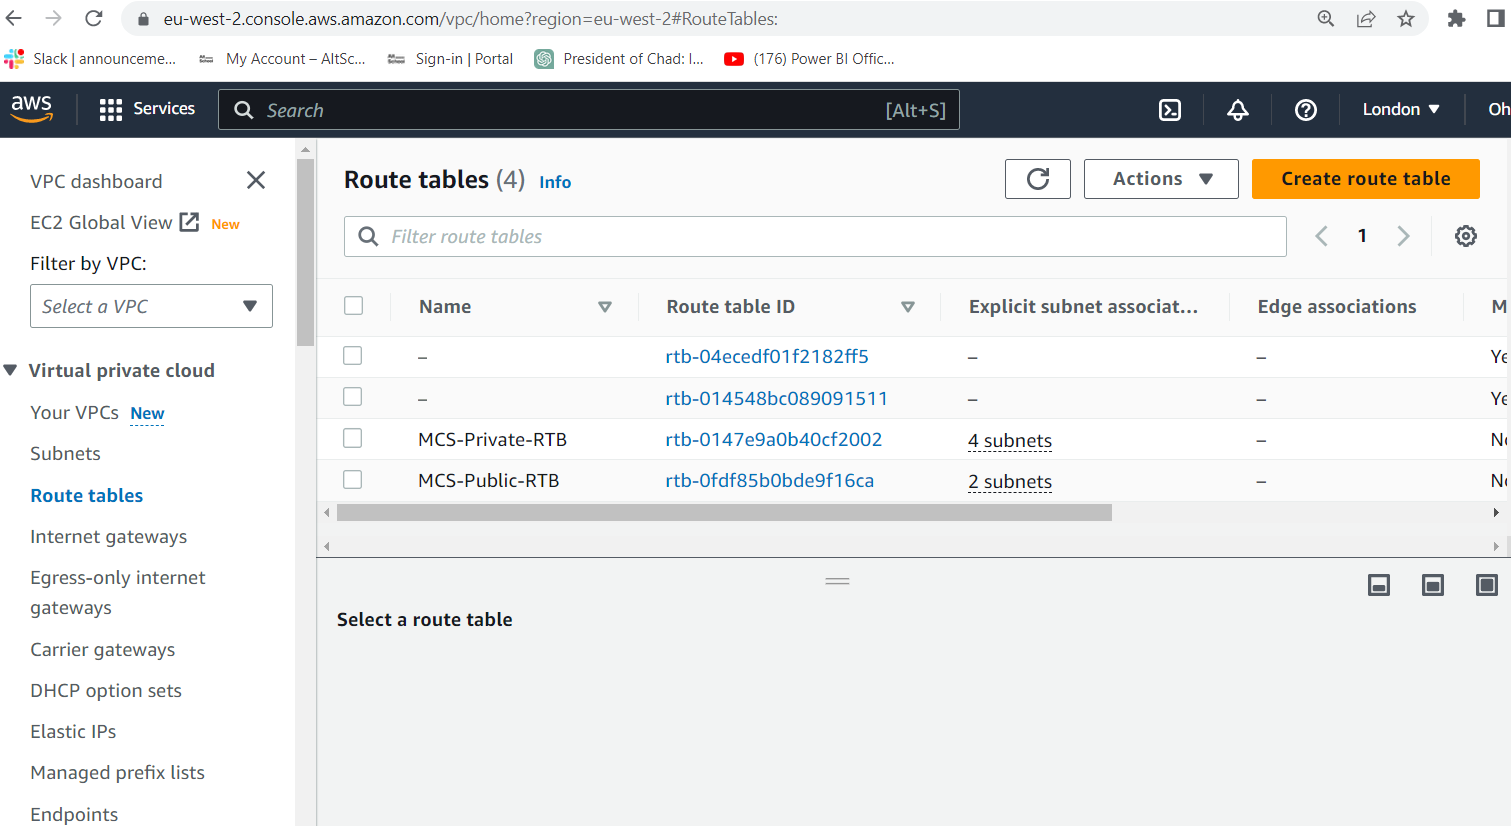 eu-west-2.console.aws.amazon.com/vpc/home?region=eu-west-2#RouteTables:
Slack | announceme... My Account – AltSc... Sign-in | Portal President of Chad: I... (176) Power BI Offic...
aws Services Search [Alt+S] London Oh
VPC dashboard
EC2 Global View New
Filter by VPC:
Select a VPC
Virtual private cloud
Your VPCs New
Subnets
Route tables
Internet gateways
Egress-only internet
gateways
Carrier gateways
DHCP option sets
Elastic IPs
Managed prefix lists
Endpoints
Route tables (4) Info
Actions Create route table
Filter route tables 1
Name Route table ID Explicit subnet associat... Edge associations M
– rtb-04ecedf01f2182ff5 – – Ye
– rtb-014548bc089091511 – – Ye
MCS-Private-RTB rtb-0147e9a0b40cf2002 4 subnets – No
MCS-Public-RTB rtb-0fdf85b0bde9f16ca 2 subnets – No
Select a route table